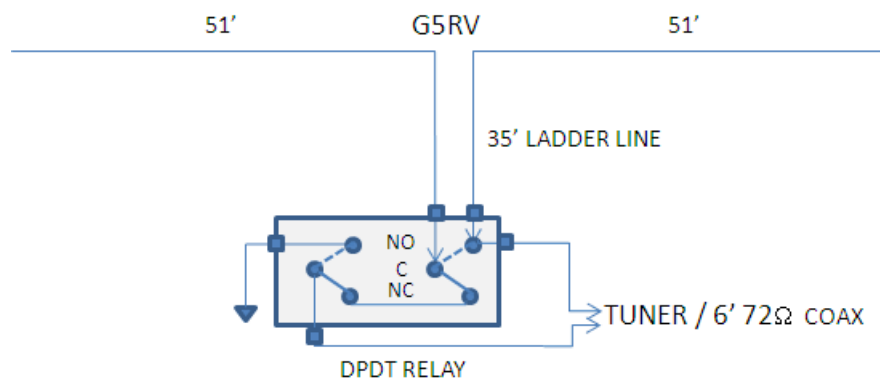 51’ G5RV 51’
35’ LADDER LINE
NO
C
NC
TUNER / 6’ 72Ω COAX
DPDT RELAY